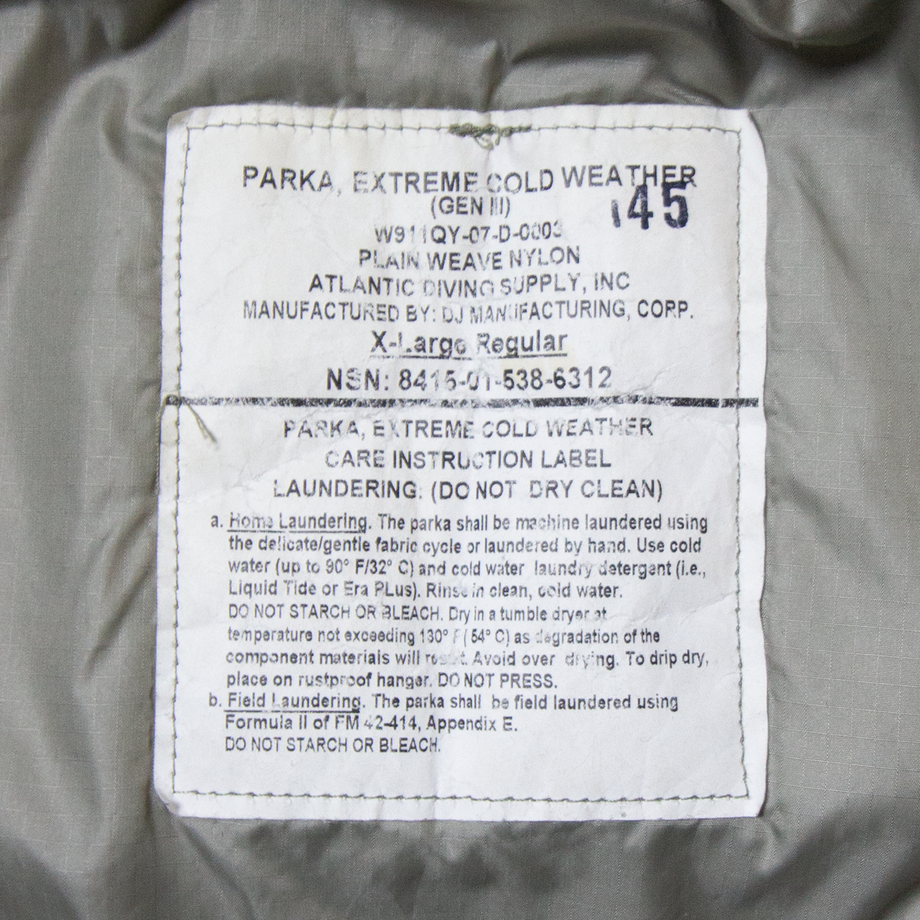 PARKA, EXTREME COLD WEATHER
(GEN III)
145
W911QY-07-D-0003
PLAIN WEAVE NYLON
ATLANTIC DIVING SUPPLY, INC
MANUFACTURED BY: DJ MANUFACTURING, CORP.
X-Large Regular
NSN: 8415-01-538-6312
PARKA, EXTREME COLD WEATHER
CARE INSTRUCTION LABEL
LAUNDERING: (DO NOT DRY CLEAN)
a. Home Laundering. The parka shall be machine laundered using
the delicate/gentle fabric cycle or laundered by hand. Use cold
water (up to 90° F/32° C) and cold water laundry detergent (i.e.,
Liquid Tide or Era PLus). Rinse in clean, cold water.
DO NOT STARCH OR BLEACH. Dry in a tumble dryer at
temperature not exceeding 130° F (54° C) as degradation of the
component materials will result. Avoid over drying. To drip dry,
place on rustproof hanger. DO NOT PRESS.
b. Field Laundering. The parka shall be field laundered using
Formula II of FM 42-414, Appendix E.
DO NOT STARCH OR BLEACH.